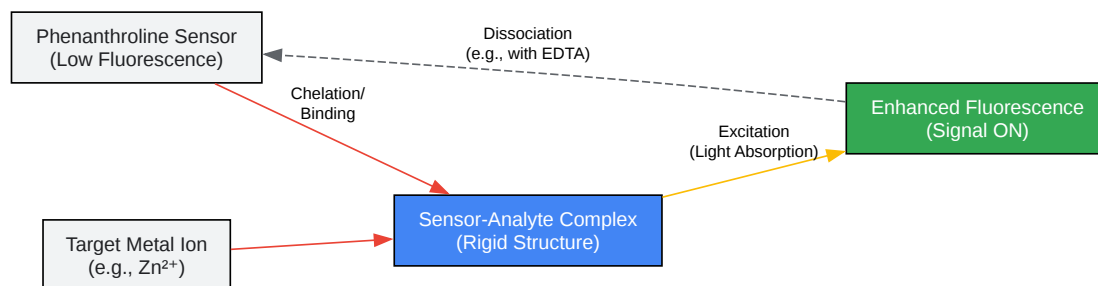 Phenanthroline Sensor
(Low Fluorescence)
Dissociation
(e.g., with EDTA)
Chelation/
Binding
Enhanced Fluorescence
(Signal ON)
Excitation
(Light Absorption)
Sensor-Analyte Complex
(Rigid Structure)
Target Metal Ion
(e.g., Zn²⁺)